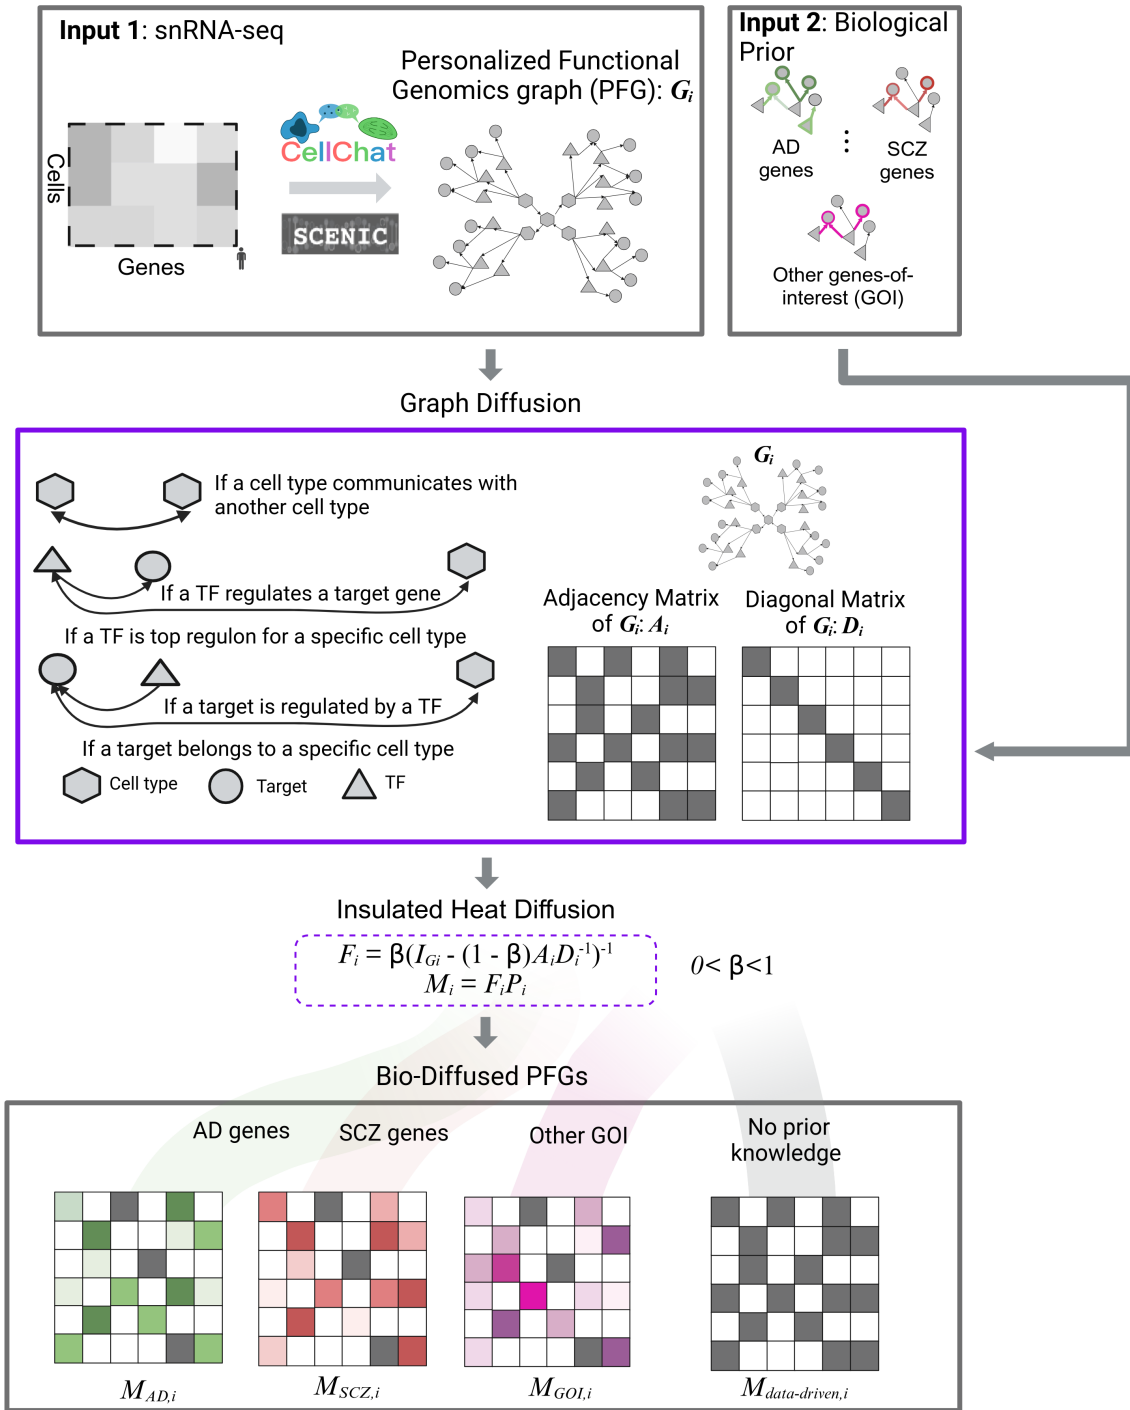 Input 1: snRNA-seq
Personalized Functional
Genomics graph (PFG): Gi
Cells
Genes
CellChat
SCENIC
Input 2: Biological
Prior
AD
genes
SCZ
genes
Other genes-of-
interest (GOI)
Graph Diffusion
If a cell type communicates with
another cell type
If a TF regulates a target gene
If a TF is top regulon for a specific cell type
If a target is regulated by a TF
If a target belongs to a specific cell type
Cell type
Target
TF
Gi
Adjacency Matrix
of Gi: Ai
Diagonal Matrix
of Gi: Di
Insulated Heat Diffusion
Fi = β(IGi - (1 - β)AiDi-1)-1
Mi = FiPi
0< β<1
Bio-Diffused PFGs
AD genes
SCZ genes
Other GOI
No prior
knowledge
MAD,i
MSCZ,i
MGOI,i
Mdata-driven,i